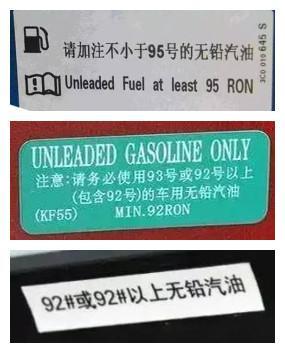 请加注不小于95号的无铅汽油
Unleaded Fuel at least 95 RON
3C0 010 645 S
UNLEADED GASOLINE ONLY
注意:请务必使用93号或92号以上
(包含92号)的车用无铅汽油
(KF55) MIN.92RON
92#或92#以上无铅汽油